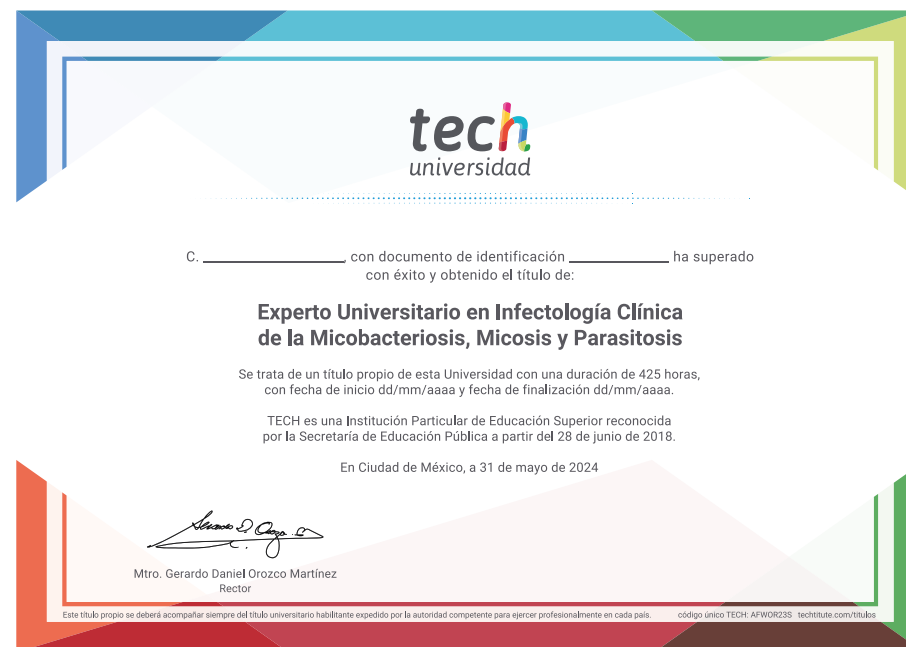 tech
universidad
C. ____________, con documento de identificación ____________ ha superado
con éxito y obtenido el título de:
Experto Universitario en Infectología Clínica
de la Micobacteriosis, Micosis y Parasitosis
Se trata de un título propio de esta Universidad con una duración de 425 horas,
con fecha de inicio dd/mm/aaaa y fecha de finalización dd/mm/aaaa.
TECH es una Institución Particular de Educación Superior reconocida
por la Secretaría de Educación Pública a partir del 28 de junio de 2018.
En Ciudad de México, a 31 de mayo de 2024
Mtro. Gerardo Daniel Orozco Martínez
Rector
Este título propio se deberá acompañar siempre del título universitario habilitante expedido por la autoridad competente para ejercer profesionalmente en cada país. código único TECH: AFWOR23S techtitute.com/titulos